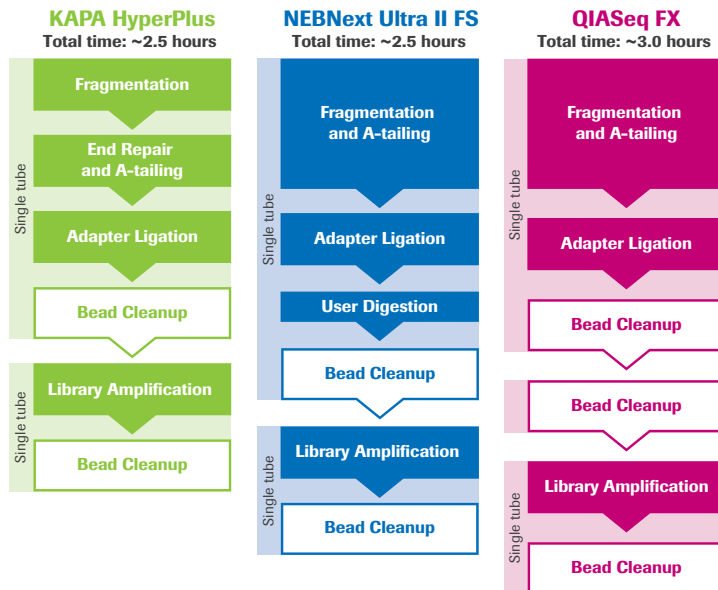 KAPA HyperPlus
Total time: ~2.5 hours
Single tube
Fragmentation
End Repair
and A-tailing
Adapter Ligation
Bead Cleanup
Single tube
Library Amplification
Bead Cleanup
NEBNext Ultra II FS
Total time: ~2.5 hours
Single tube
Fragmentation
and A-tailing
Adapter Ligation
User Digestion
Bead Cleanup
Single tube
Library Amplification
Bead Cleanup
QIASeq FX
Total time: ~3.0 hours
Single tube
Fragmentation
and A-tailing
Adapter Ligation
Bead Cleanup
Bead Cleanup
Single tube
Library Amplification
Bead Cleanup